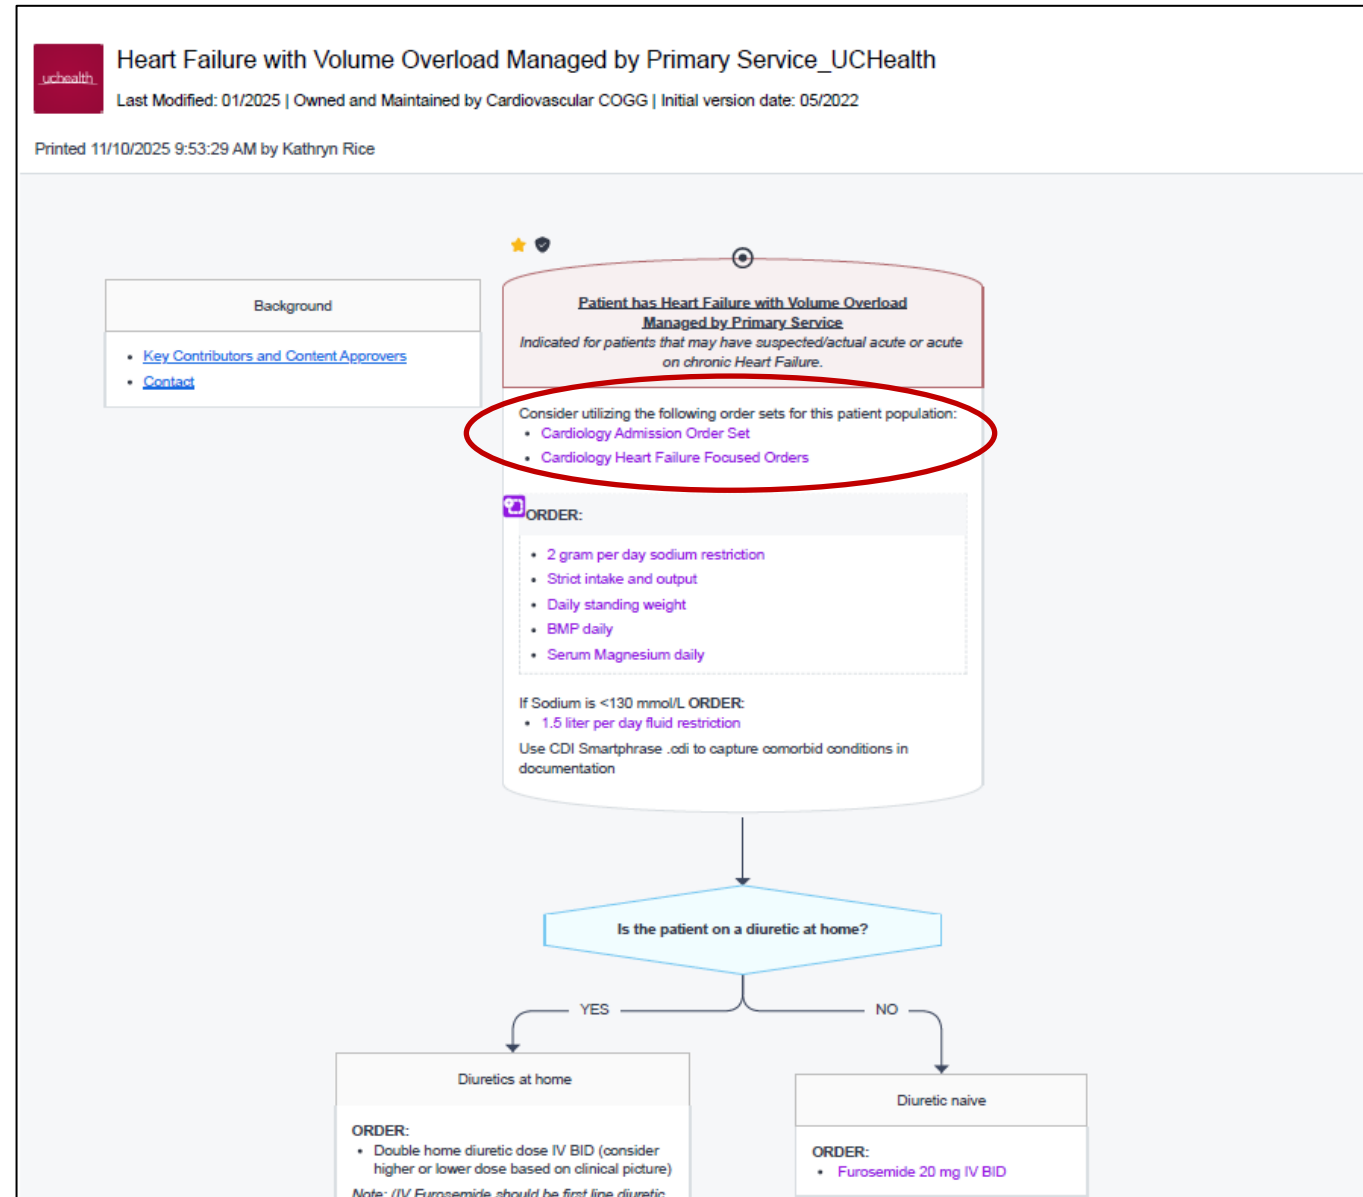 uchealth
Heart Failure with Volume Overload Managed by Primary Service_UCHealth
Last Modified: 01/2025 | Owned and Maintained by Cardiovascular COGG | Initial version date: 05/2022
Printed 11/10/2025 9:53:29 AM by Kathryn Rice
Background
• Key Contributors and Content Approvers
• Contact
Patient has Heart Failure with Volume Overload
Managed by Primary Service
Indicated for patients that may have suspected/actual acute or acute
on chronic Heart Failure.
Consider utilizing the following order sets for this patient population:
• Cardiology Admission Order Set
• Cardiology Heart Failure Focused Orders
ORDER:
• 2 gram per day sodium restriction
• Strict intake and output
• Daily standing weight
• BMP daily
• Serum Magnesium daily
If Sodium is <130 mmol/L ORDER:
• 1.5 liter per day fluid restriction
Use CDI Smartphrase .cdi to capture comorbid conditions in
documentation
Is the patient on a diuretic at home?
YES
NO
Diuretics at home
ORDER:
• Double home diuretic dose IV BID (consider
higher or lower dose based on clinical picture)
Note: (IV Furosemide should be first line diuretic
Diuretic naive
ORDER:
• Furosemide 20 mg IV BID